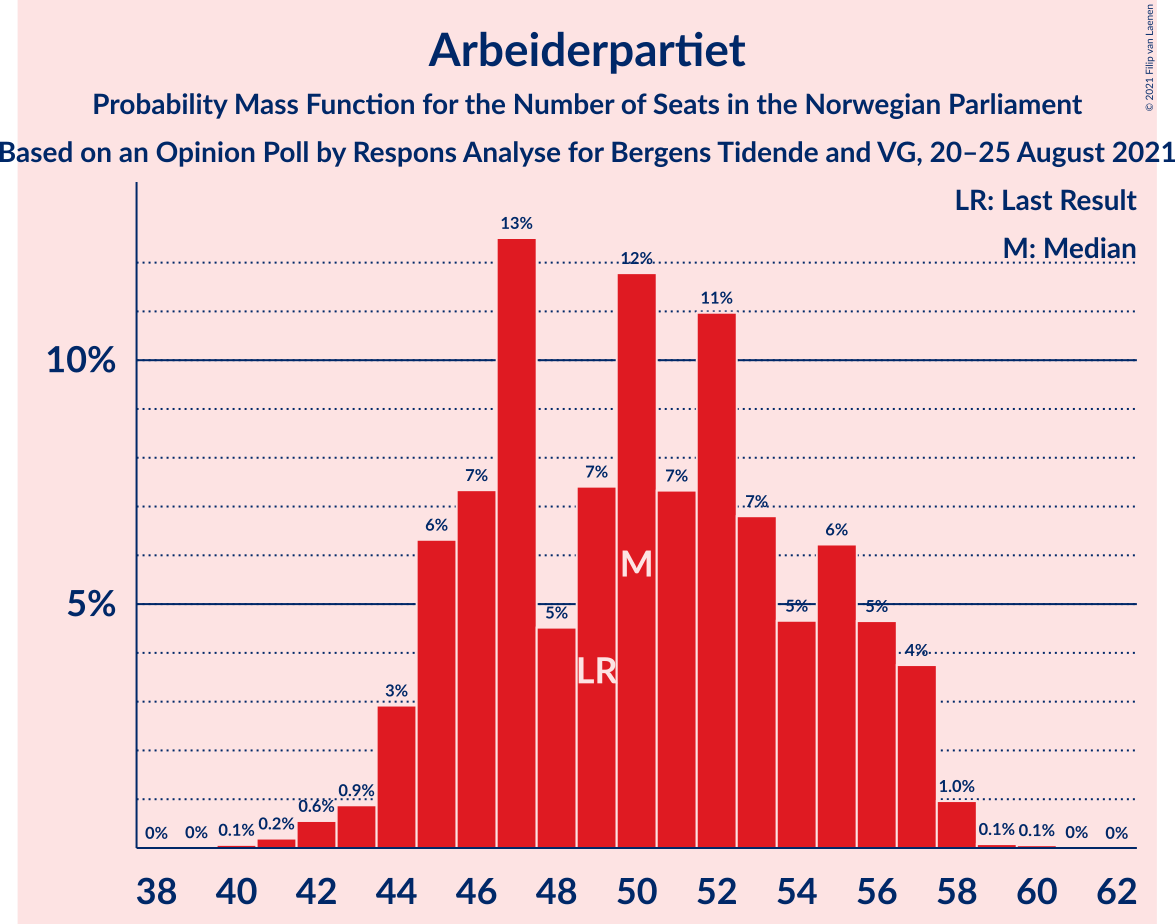 Arbeiderpartiet
Probability Mass Function for the Number of Seats in the Norwegian Parliament
Based on an Opinion Poll by Respons Analyse for Bergens Tidende and VG, 20–25 August 2021
© 2021 Filip van Laenen
LR: Last Result
M: Median
10%
5%
0% 0% 0.1% 0.2% 0.6% 0.9% 3% 6% 7% 13% 5% 7% 12% 7% 11% 7% 5% 6% 5% 4% 1.0% 0.1% 0.1% 0% 0%
M
LR
38 40 42 44 46 48 50 52 54 56 58 60 62